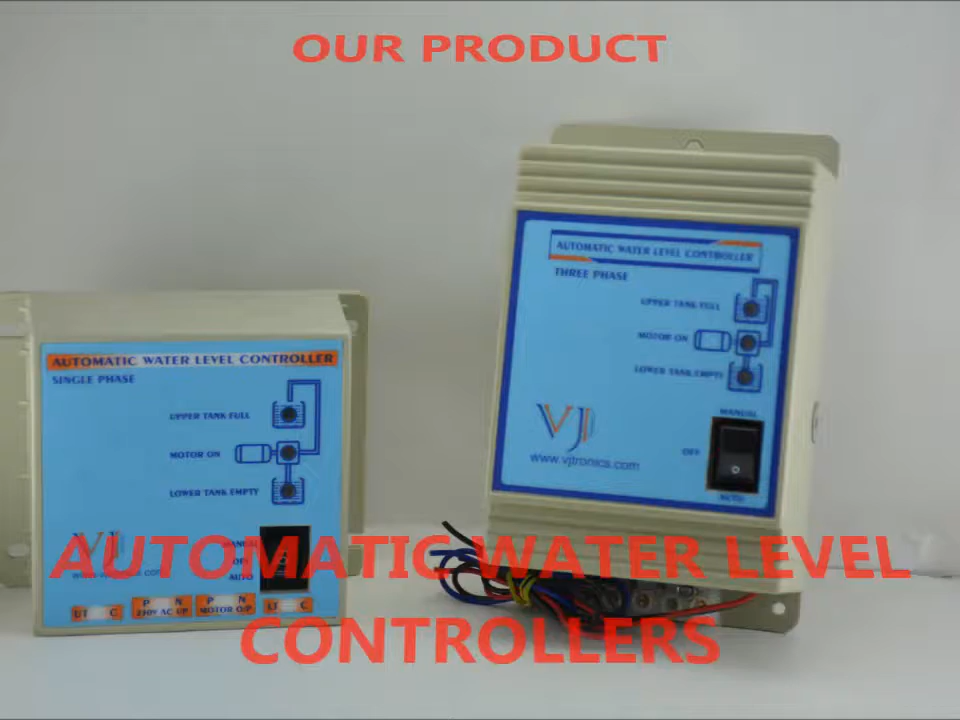 OUR PRODUCT
AUTOMATIC WATER LEVEL CONTROLLER
THREE PHASE
UPPER TANK FULL
MOTOR ON
LOWER TANK EMPTY
MANUAL
OFF
AUTO
VJ
www.vjtronics.com
AUTOMATIC WATER LEVEL CONTROLLER
SINGLE PHASE
UPPER TANK FULL
MOTOR ON
LOWER TANK EMPTY
MANUAL
OFF
AUTO
P N
230V AC I/P
P N
MOTOR O/P
AUTOMATIC WATER LEVEL
CONTROLLERS